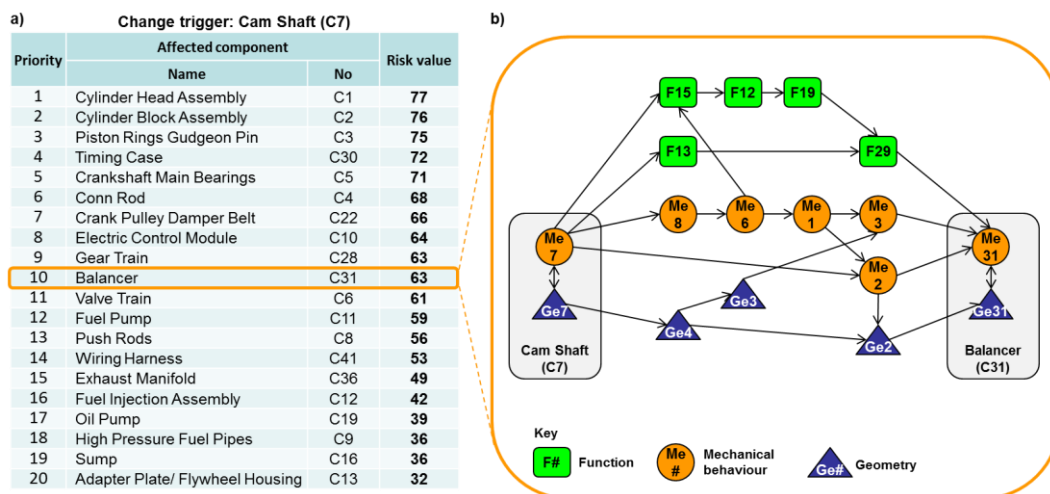 a)
Change trigger: Cam Shaft (C7)
Priority Affected component Risk value
Name No
1 Cylinder Head Assembly C1 77
2 Cylinder Block Assembly C2 76
3 Piston Rings Gudgeon Pin C3 75
4 Timing Case C30 72
5 Crankshaft Main Bearings C5 71
6 Conn Rod C4 68
7 Crank Pulley Damper Belt C22 66
8 Electric Control Module C10 64
9 Gear Train C28 63
10 Balancer C31 63
11 Valve Train C6 61
12 Fuel Pump C11 59
13 Push Rods C8 56
14 Wiring Harness C41 53
15 Exhaust Manifold C36 49
16 Fuel Injection Assembly C12 42
17 Oil Pump C19 39
18 High Pressure Fuel Pipes C9 36
19 Sump C16 36
20 Adapter Plate/ Flywheel Housing C13 32
b)
F15 F12 F19
F13 F29
Me
8
Me
6
Me
1
Me
3
Me
7
Me
31
Me
2
Ge7
Ge3
Ge31
Ge4
Ge2
Cam Shaft
(C7)
Balancer
(C31)
Key
F# Function
Me
#
Mechanical
behaviour
Ge# Geometry